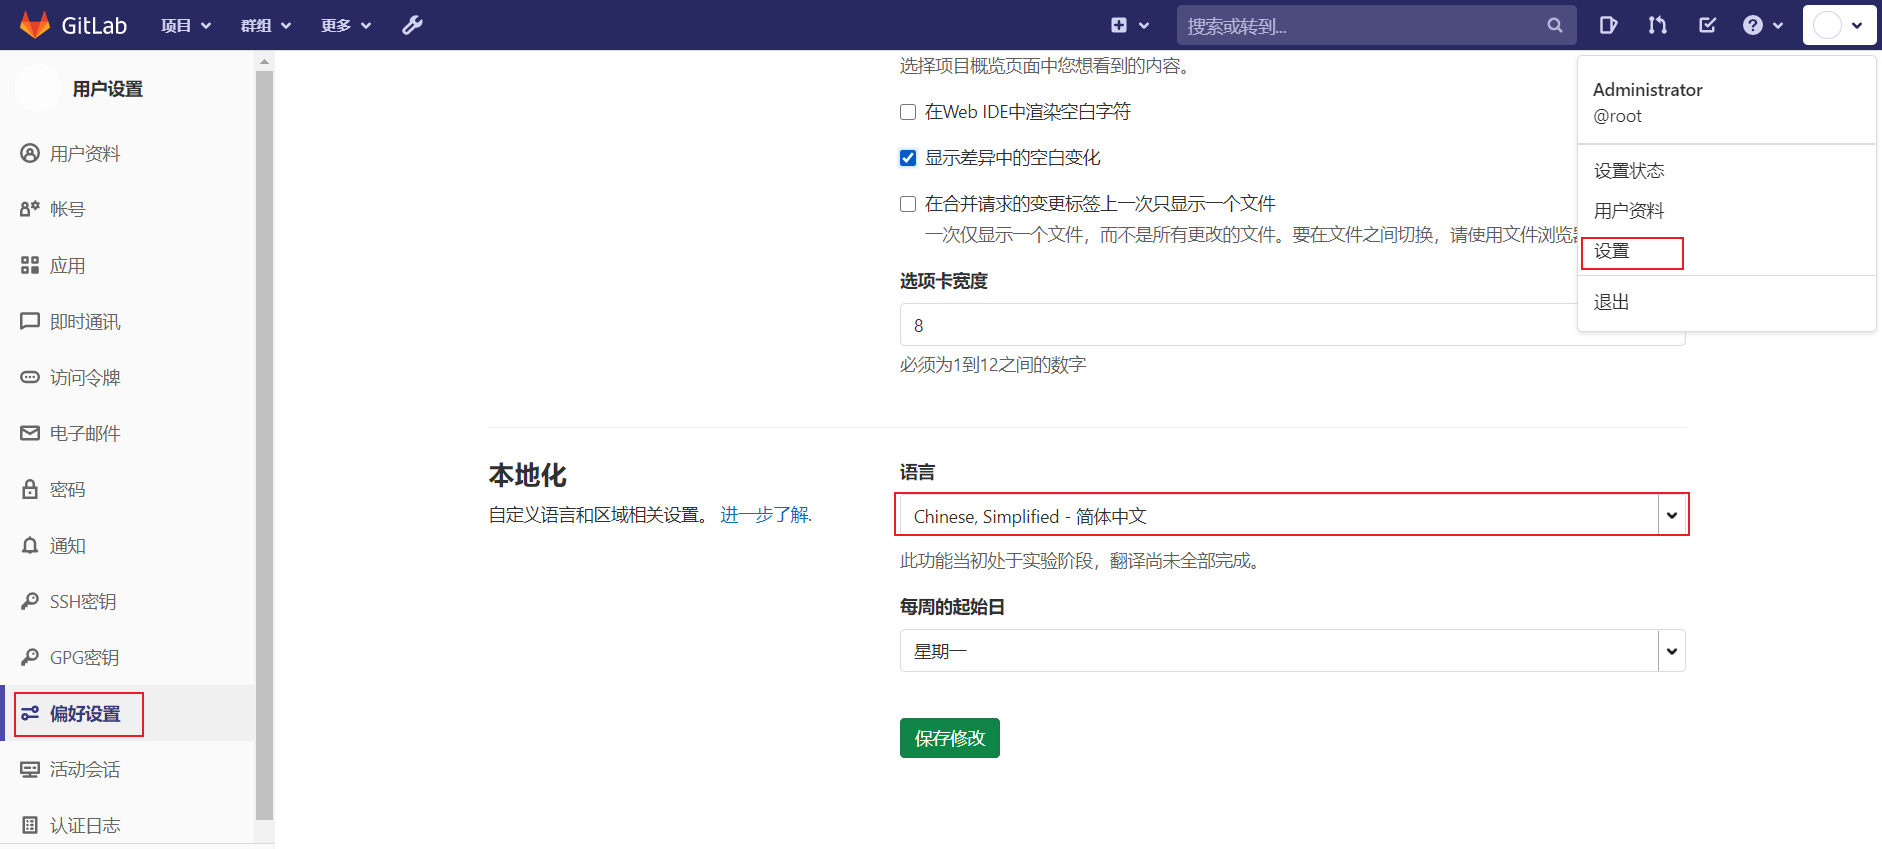 GitLab 项目 群组 更多 搜索或转到...
用户设置
用户资料
帐号
应用
即时通讯
访问令牌
电子邮件
密码
通知
SSH密钥
GPG密钥
偏好设置
活动会话
认证日志
选择项目概览页面中您想看到的内容。
在Web IDE中渲染空白字符
显示差异中的空白变化
在合并请求的变更标签上一次只显示一个文件
一次仅显示一个文件，而不是所有更改的文件。要在文件之间切换，请使用文件浏览
选项卡宽度
8
必须为1到12之间的数字
本地化
自定义语言和区域相关设置。 进一步了解.
语言
Chinese, Simplified - 简体中文
此功能当初处于实验阶段，翻译尚未全部完成。
每周的起始日
星期一
保存修改
Administrator
@root
设置状态
用户资料
设置
退出